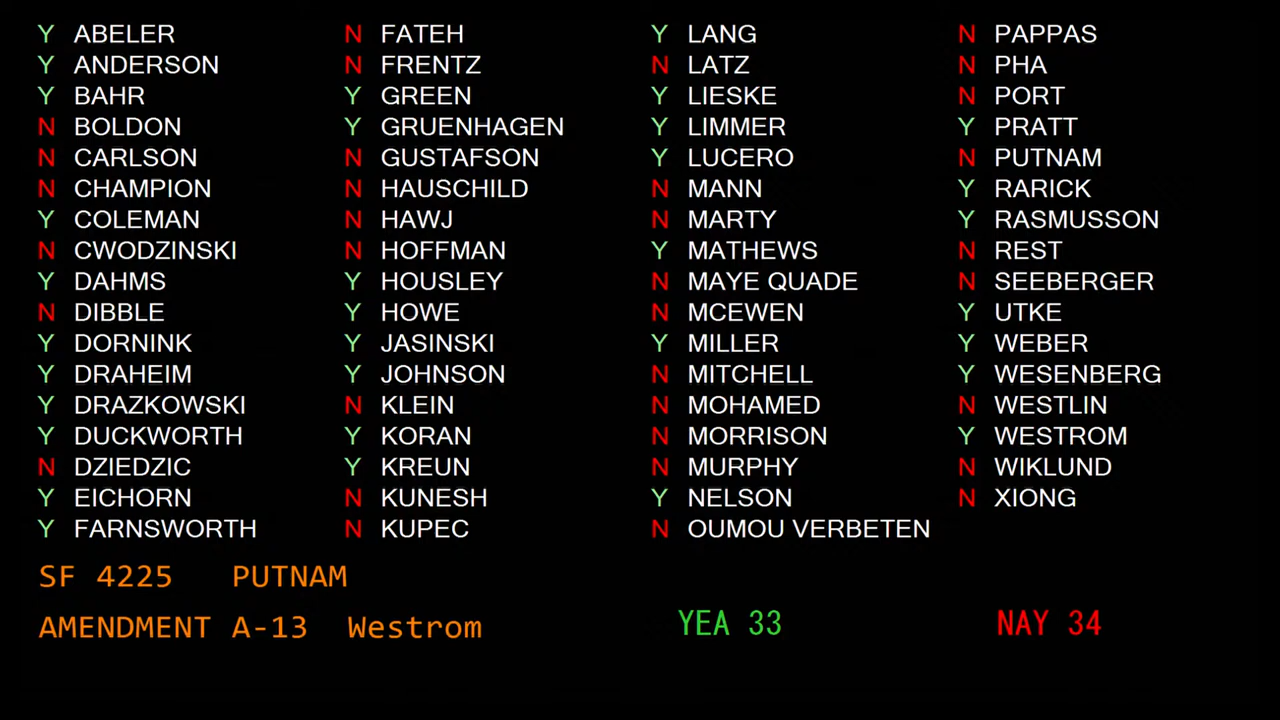 Y ABELER N FATEH Y LANG N PAPPAS
Y ANDERSON N FRENTZ N LATZ N PHA
Y BAHR Y GREEN Y LIESKE N PORT
N BOLDON Y GRUENHAGEN Y LIMMER Y PRATT
N CARLSON N GUSTAFSON Y LUCERO N PUTNAM
N CHAMPION N HAUSCHILD N MANN Y RARICK
Y COLEMAN N HAWJ N MARTY Y RASMUSSON
N CWODZINSKI N HOFFMAN Y MATHEWS N REST
Y DAHMS Y HOUSLEY N MAYE QUADE N SEEBERGER
N DIBBLE Y HOWE N MCEWEN Y UTKE
Y DORNINK Y JASINSKI Y MILLER Y WEBER
Y DRAHEIM Y JOHNSON N MITCHELL Y WESENBERG
Y DRAZKOWSKI N KLEIN N MOHAMED N WESTLIN
Y DUCKWORTH Y KORAN N MORRISON Y WESTROM
N DZIEDZIC Y KREUN N MURPHY N WIKLUND
Y EICHORN N KUNESH Y NELSON N XIONG
Y FARNSWORTH N KUPEC N OUMOU VERBETEN
SF 4225 PUTNAM
AMENDMENT A-13 Westrom YEA 33 NAY 34